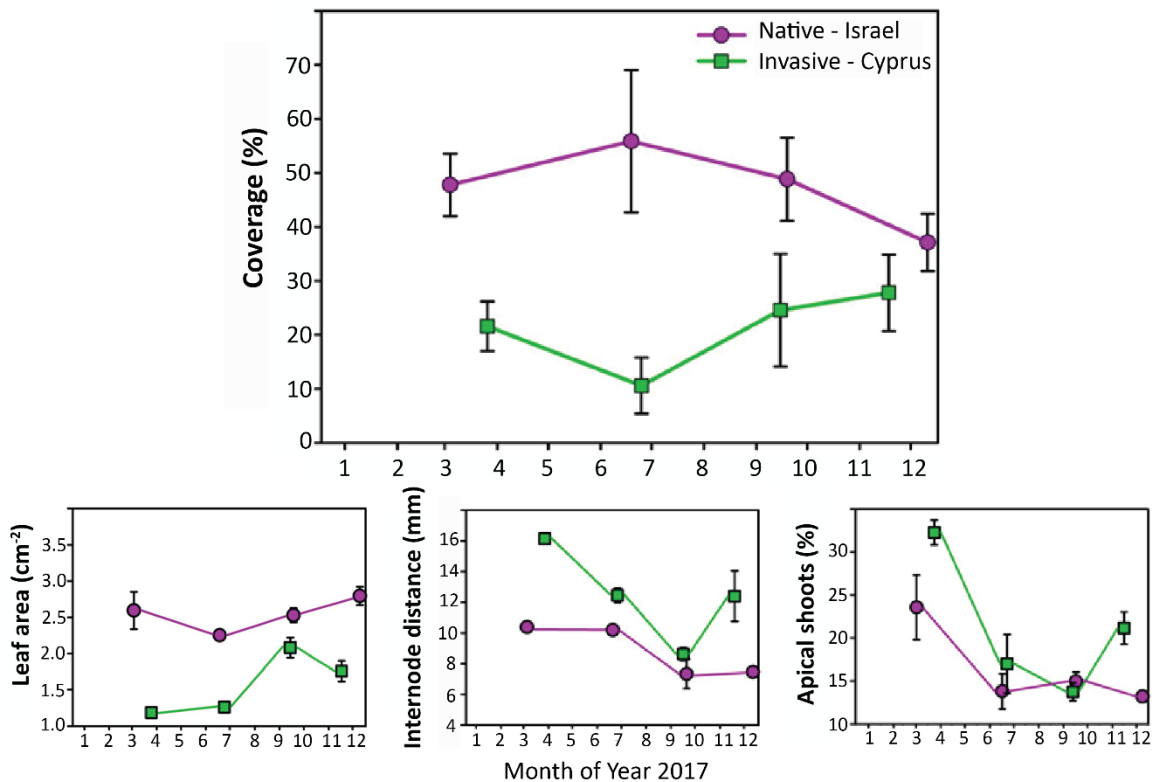 Native - Israel
Invasive - Cyprus
Coverage (%)
70
60
50
40
30
20
10
0
1 2 3 4 5 6 7 8 9 10 11 12
Leaf area (cm-2)
3.5
3.0
2.5
2.0
1.5
1.0
1 2 3 4 5 6 7 9 10 11 12
Internode distance (mm)
16
14
12
10
8
6
4
1 2 3 4 5 6 7 9 10 11 12
Apical shoots (%)
30
25
20
15
10
1 2 3 4 5 6 7 9 10 11 12
Month of Year 2017